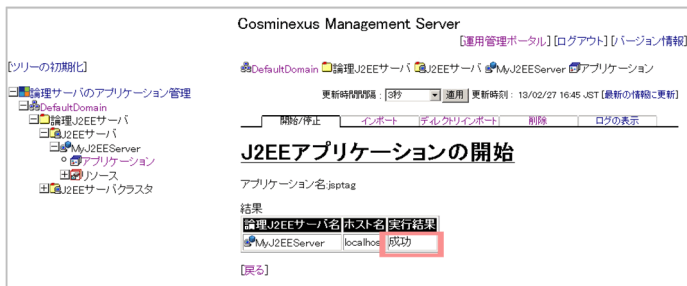 Cosminexus Management Server
[運用管理ポータル] [ログアウト] [バージョン情報]
[ツリーの初期化]
DefaultDomain 論理J2EEサーバ J2EEサーバ MyJ2EEServer アプリケーション
更新時間間隔 : 3秒 適用 更新時刻 : 13/02/27 16:45 JST [最新の情報に更新]
論理サーバのアプリケーション管理
DefaultDomain
論理J2EEサーバ
J2EEサーバ
MyJ2EEServer
アプリケーション
リソース
J2EEサーバクラスタ
開始/停止 インポート ディレクトリインポート 削除 ログの表示
J2EEアプリケーションの開始
アプリケーション名:jsptag
結果
論理J2EEサーバ名 ホスト名 実行結果
MyJ2EEServer localhos 成功
[戻る]